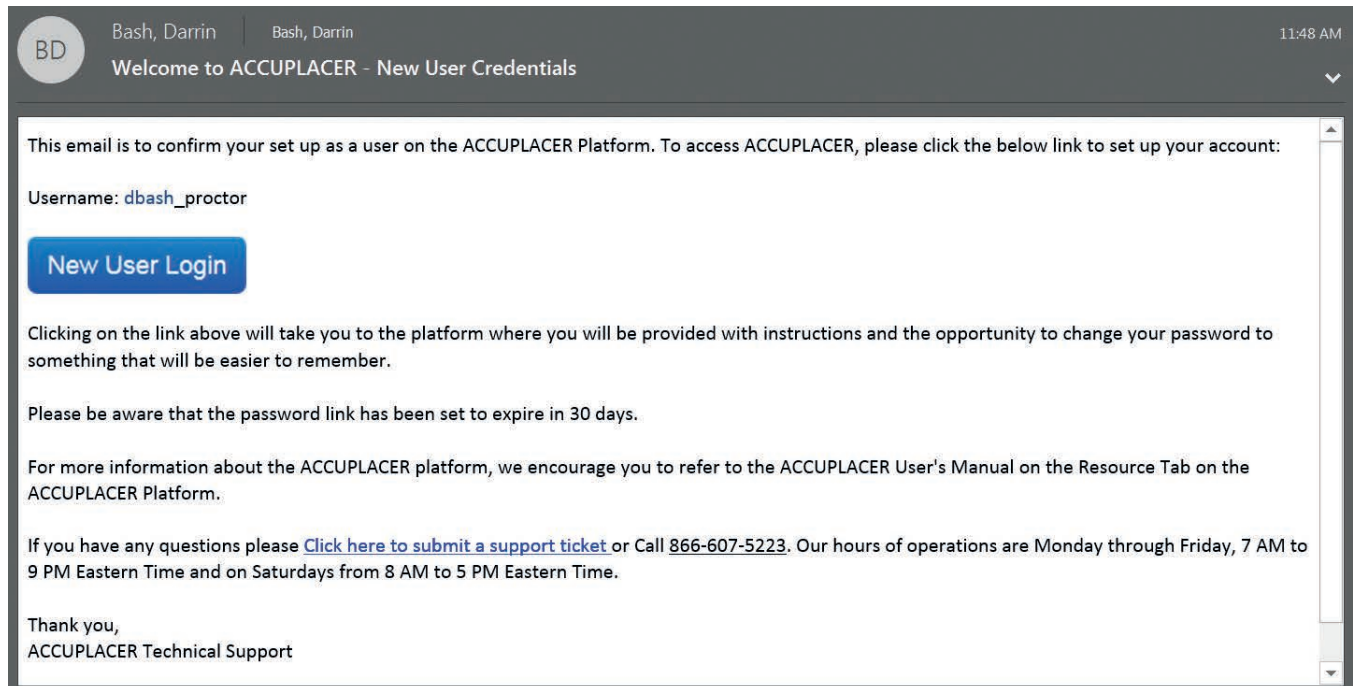 BD
Bash, Darrin Bash, Darrin
11:48 AM
Welcome to ACCUPLACER - New User Credentials
This email is to confirm your set up as a user on the ACCUPLACER Platform. To access ACCUPLACER, please click the below link to set up your account:
Username: dbash_proctor
New User Login
Clicking on the link above will take you to the platform where you will be provided with instructions and the opportunity to change your password to
something that will be easier to remember.
Please be aware that the password link has been set to expire in 30 days.
For more information about the ACCUPLACER platform, we encourage you to refer to the ACCUPLACER User's Manual on the Resource Tab on the
ACCUPLACER Platform.
If you have any questions please Click here to submit a support ticket or Call 866-607-5223. Our hours of operations are Monday through Friday, 7 AM to
9 PM Eastern Time and on Saturdays from 8 AM to 5 PM Eastern Time.
Thank you,
ACCUPLACER Technical Support